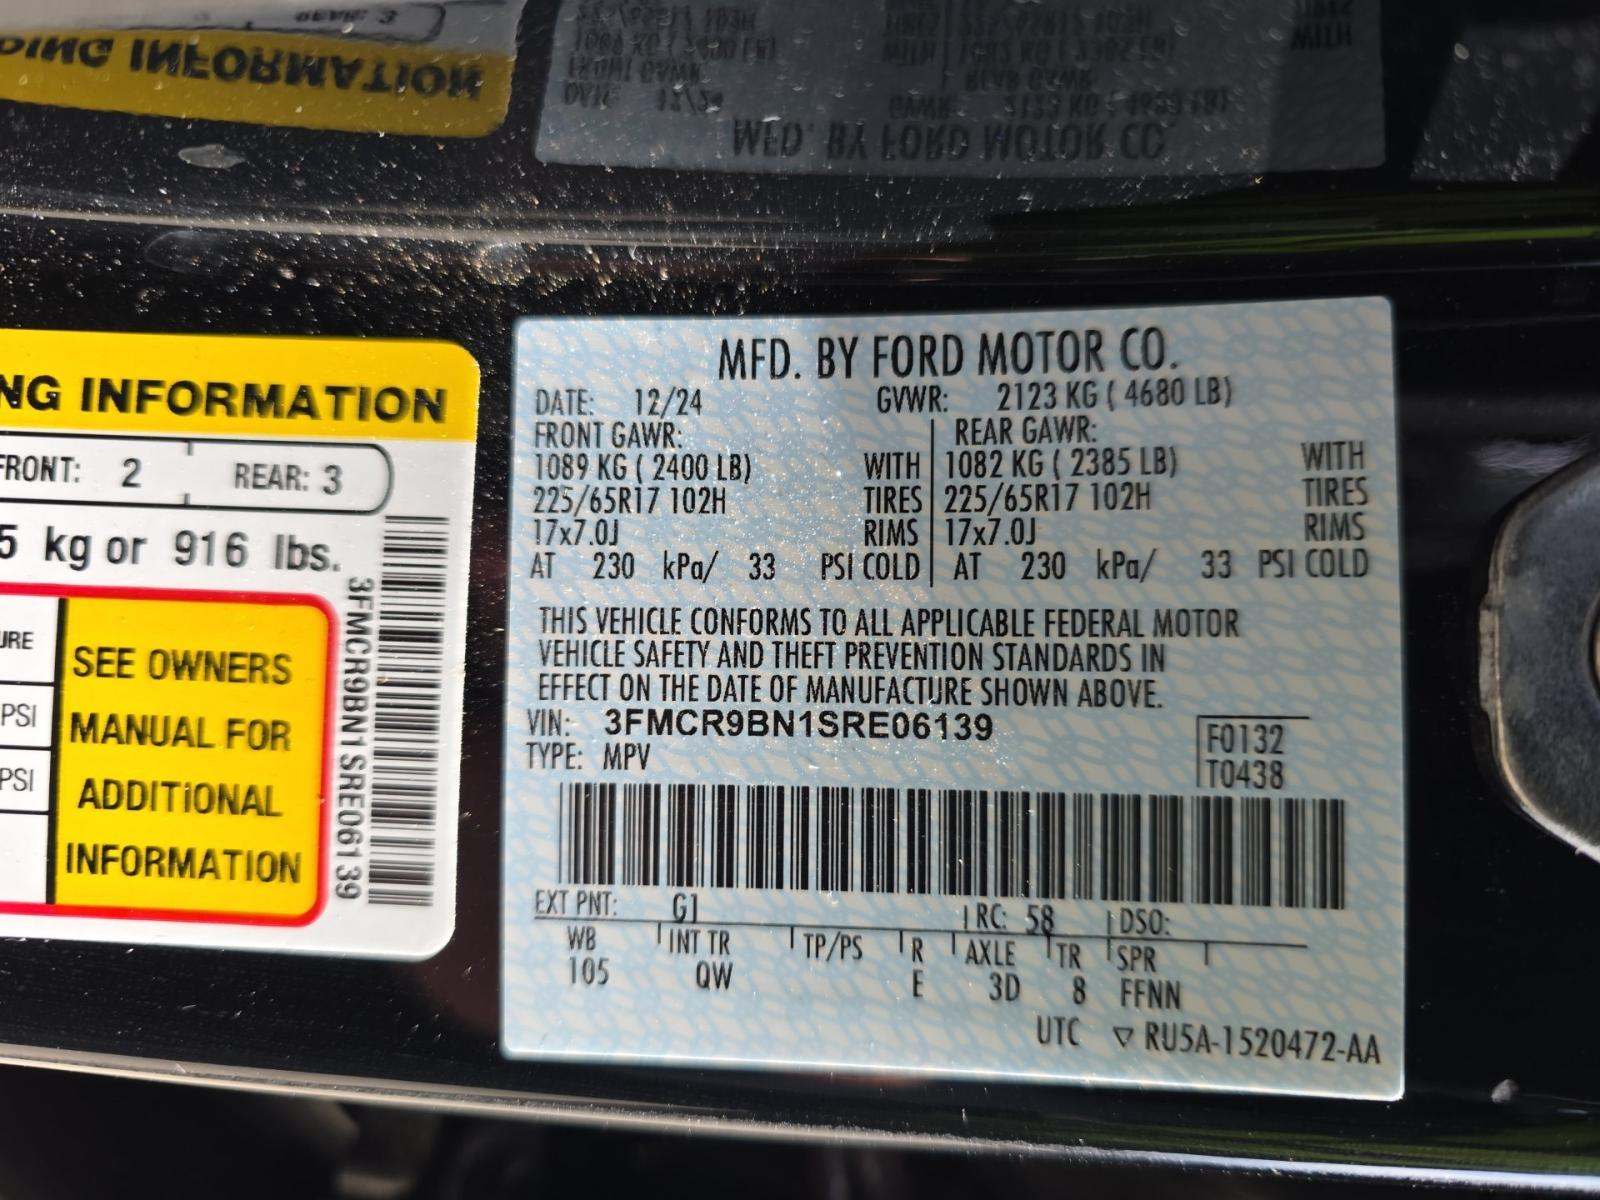 NG INFORMATION
FRONT: 2 REAR: 3
5 kg or 916 lbs.
3FMCR9BN1SRE06139
URE
PSI
PSI
SEE OWNERS
MANUAL FOR
ADDITIONAL
INFORMATION
MFD. BY FORD MOTOR CO.
DATE: 12/24 GVWR: 2123 KG ( 4680 LB)
FRONT GAWR: REAR GAWR:
1089 KG ( 2400 LB) WITH 1082 KG ( 2385 LB) WITH
225/65R17 102H TIRES 225/65R17 102H TIRES
17x7.0J RIMS 17x7.0J RIMS
AT 230 kPa/ 33 PSI COLD AT 230 kPa/ 33 PSI COLD
THIS VEHICLE CONFORMS TO ALL APPLICABLE FEDERAL MOTOR
VEHICLE SAFETY AND THEFT PREVENTION STANDARDS IN
EFFECT ON THE DATE OF MANUFACTURE SHOWN ABOVE.
VIN: 3FMCR9BN1SRE06139
TYPE: MPV
F0132
T0438
EXT PNT: G1 RC: 58 DSO:
WB INT TR TP/PS R AXLE TR SPR
105 QW E 3D 8 FFNN
UTC ▽ RU5A-1520472-AA